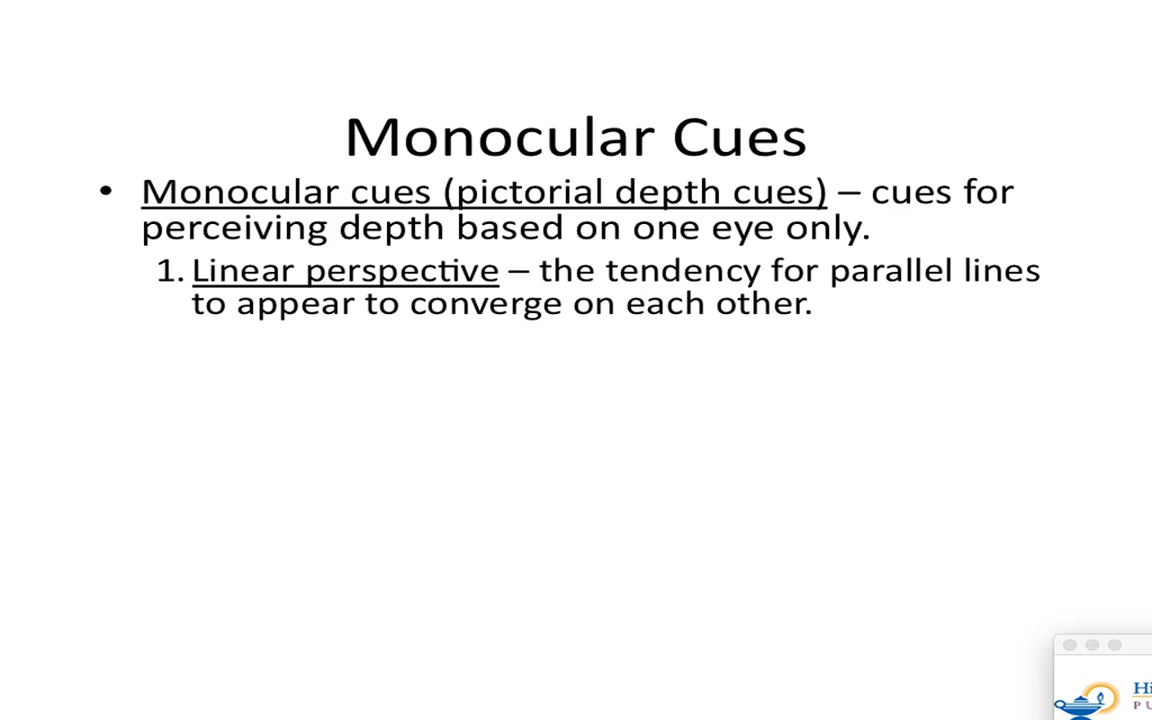 Monocular Cues
• Monocular cues (pictorial depth cues) – cues for
perceiving depth based on one eye only.
1. Linear perspective – the tendency for parallel lines
to appear to converge on each other.